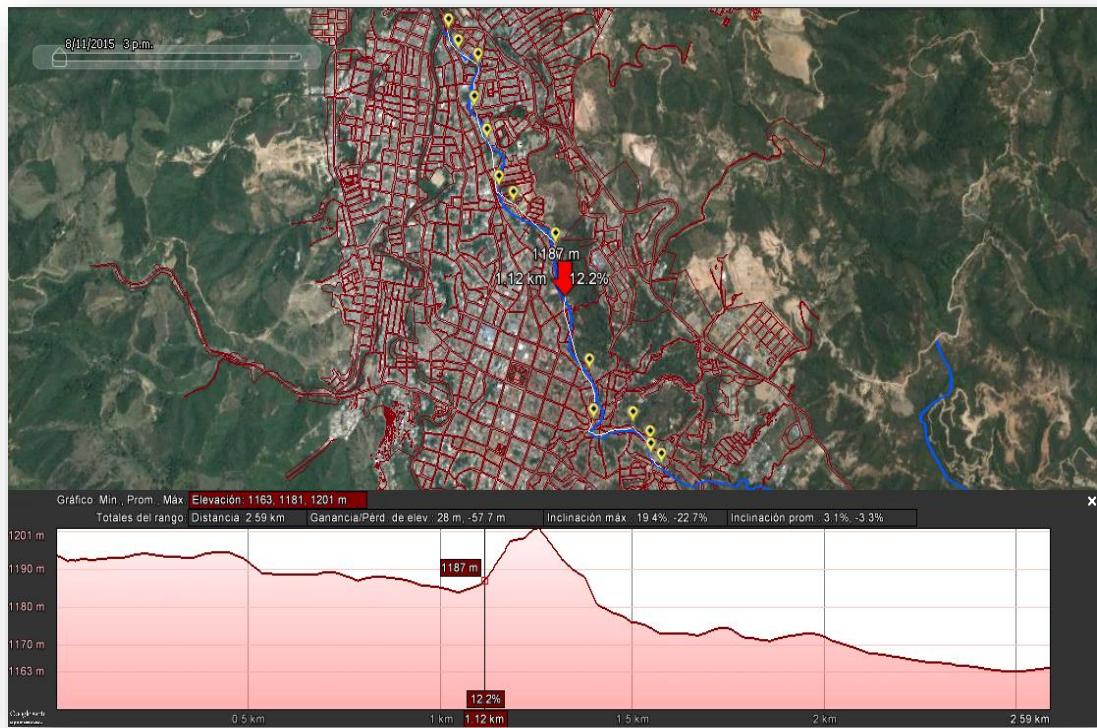 8/11/2015 3 p.m.
1187 m
1.12 km 12.2%
Gráfico: Mín., Prom., Máx. Elevación: 1163, 1181, 1201 m
Totales del rango: Distancia: 2.59 km Ganancia/Pérd. de elev.: 28 m, -57.7 m Inclinación máx.: 19.4%, -22.7% Inclinación prom.: 3.1%, -3.3%
1201 m
1190 m
1187 m
1180 m
1170 m
1163 m
12.2%
0.5 km 1 km 1.12 km 1.5 km 2 km 2.59 km